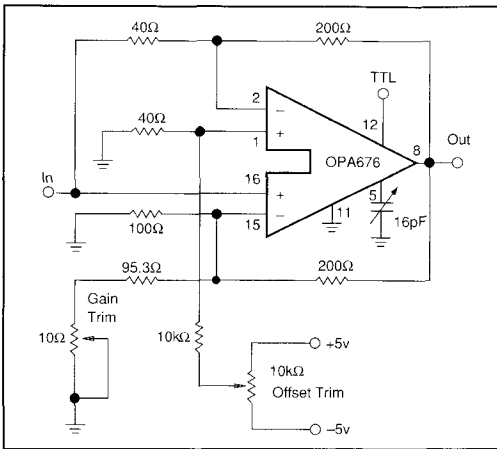 40Ω 200Ω
TTL
2
−
12
40Ω
+
1
8
Out
OPA676
16
In
+
5
−
11
15
16pF
100Ω
95.3Ω
200Ω
Gain
Trim
10Ω
10kΩ
+5v
10kΩ
Offset Trim
−5v